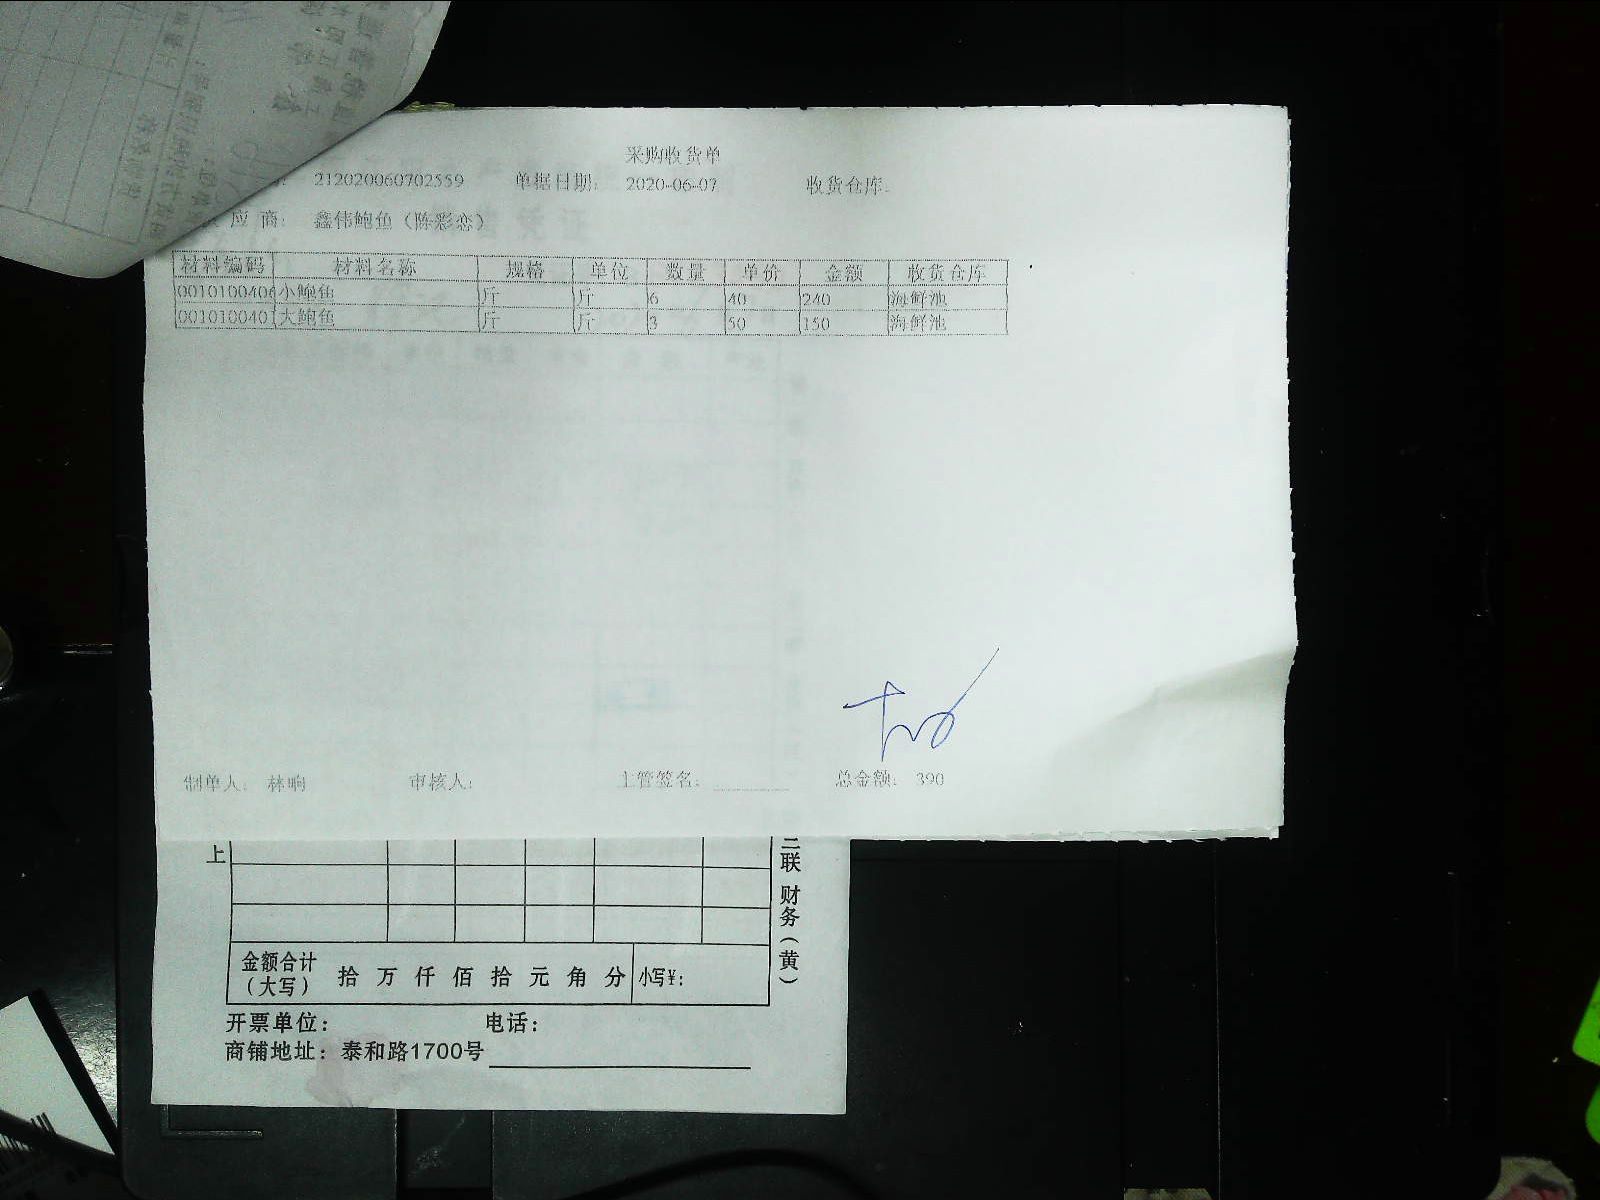 采购收货单
212020060702559 单据日期: 2020-06-07 收货仓库:
应商: 鑫伟鲍鱼（陈彩恋）
材料编码 材料名称 规格 单位 数量 单价 金额 收货仓库
0010100406 小鲍鱼 斤 斤 6 40 240 海鲜池
001010040 大鲍鱼 斤 斤 3 50 150 海鲜池
制单人: 林晌 审核人: 主管签名: 总金额: 390
上
二联 财务（黄）
金额合计（大写） 拾 万 仟 佰 拾 元 角 分 小写¥:
开票单位: 电话:
商铺地址: 泰和路1700号